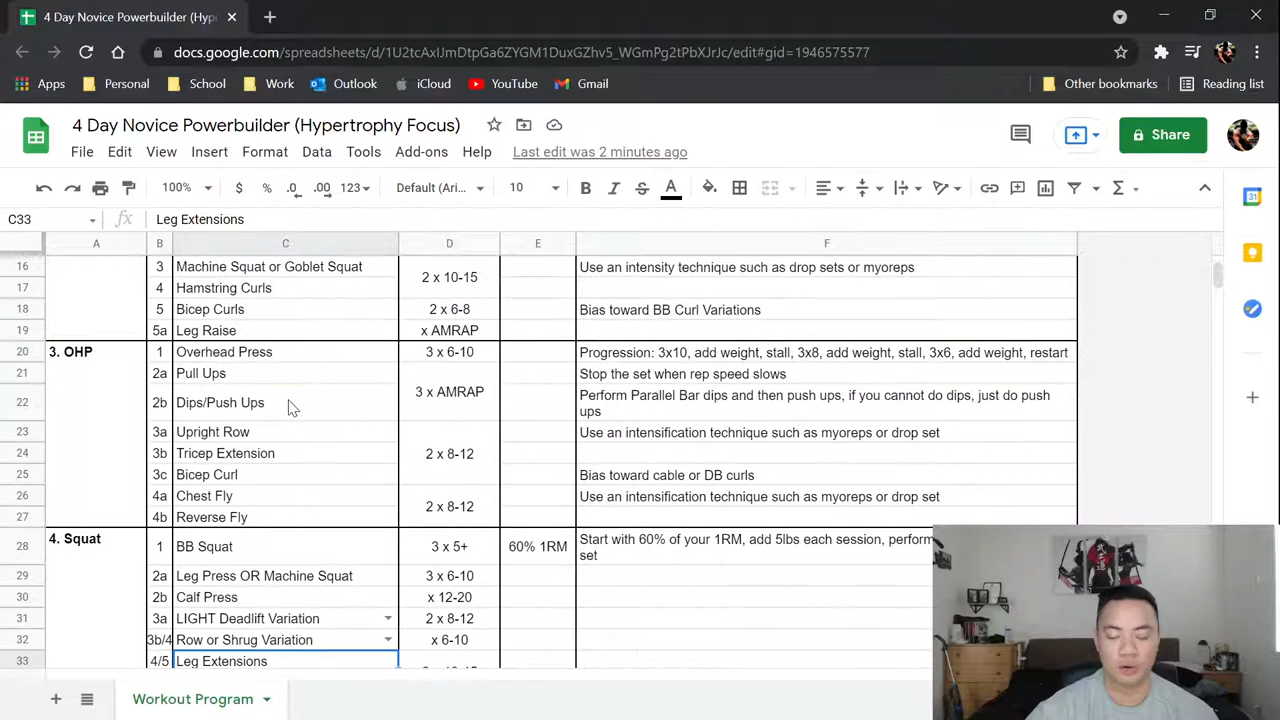 4 Day Novice Powerbuilder (Hyp
docs.google.com/spreadsheets/d/1U2tcAxIJmDtpGa6ZYGM1DuxGZhv5_WGmPg2tPbXJrJc/edit#gid=1946575577
Apps Personal School Work Outlook iCloud YouTube Gmail Other bookmarks Reading list
4 Day Novice Powerbuilder (Hypertrophy Focus)
File Edit View Insert Format Data Tools Add-ons Help Last edit was 2 minutes ago
Share
100% $ % .0 .00 123 Default (Ari... 10 B I S A
C33 fx Leg Extensions
A B C D E F
16 3 Machine Squat or Goblet Squat 2 x 10-15 Use an intensity technique such as drop sets or myoreps
17 4 Hamstring Curls
18 5 Bicep Curls 2 x 6-8 Bias toward BB Curl Variations
19 5a Leg Raise x AMRAP
20 3. OHP 1 Overhead Press 3 x 6-10 Progression: 3x10, add weight, stall, 3x8, add weight, stall, 3x6, add weight, restart
21 2a Pull Ups 3 x AMRAP Stop the set when rep speed slows
22 2b Dips/Push Ups Perform Parallel Bar dips and then push ups, if you cannot do dips, just do push
ups
23 3a Upright Row Use an intensification technique such as myoreps or drop set
24 3b Tricep Extension 2 x 8-12
25 3c Bicep Curl Bias toward cable or DB curls
26 4a Chest Fly 2 x 8-12 Use an intensification technique such as myoreps or drop set
27 4b Reverse Fly
28 4. Squat 1 BB Squat 3 x 5+ 60% 1RM Start with 60% of your 1RM, add 5lbs each session, perform
set
29 2a Leg Press OR Machine Squat 3 x 6-10
30 2b Calf Press x 12-20
31 3a LIGHT Deadlift Variation 2 x 8-12
32 3b/4 Row or Shrug Variation x 6-10
33 4/5 Leg Extensions
Workout Program